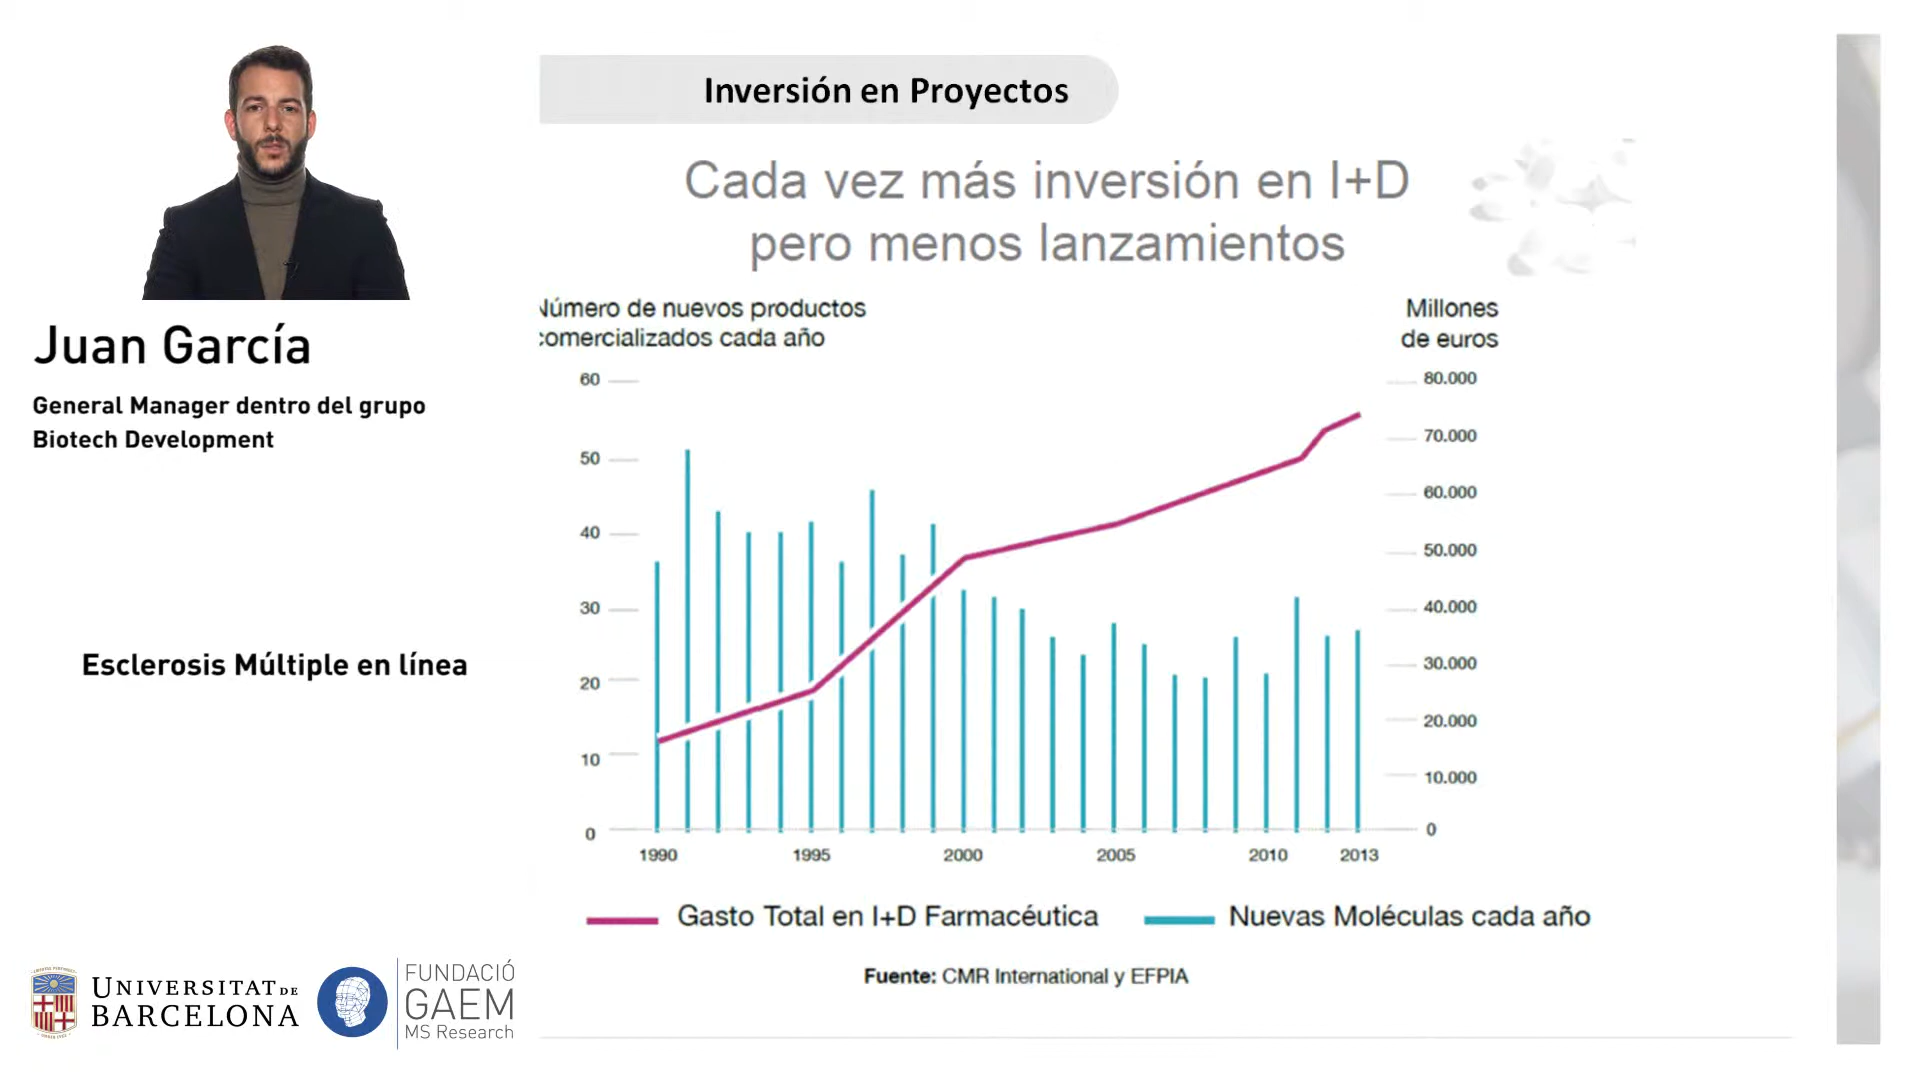 Inversión en Proyectos
Cada vez más inversión en I+D
pero menos lanzamientos
Número de nuevos productos
comercializados cada año
Millones
de euros
60
50
40
30
20
10
0
80.000
70.000
60.000
50.000
40.000
30.000
20.000
10.000
0
1990
1995
2000
2005
2010
2013
Gasto Total en I+D Farmacéutica
Nuevas Moléculas cada año
Fuente: CMR International y EFPIA
Juan García
General Manager dentro del grupo
Biotech Development
Esclerosis Múltiple en línea
UNIVERSITAT DE
BARCELONA
FUNDACIÓ
GAEM
MS Research